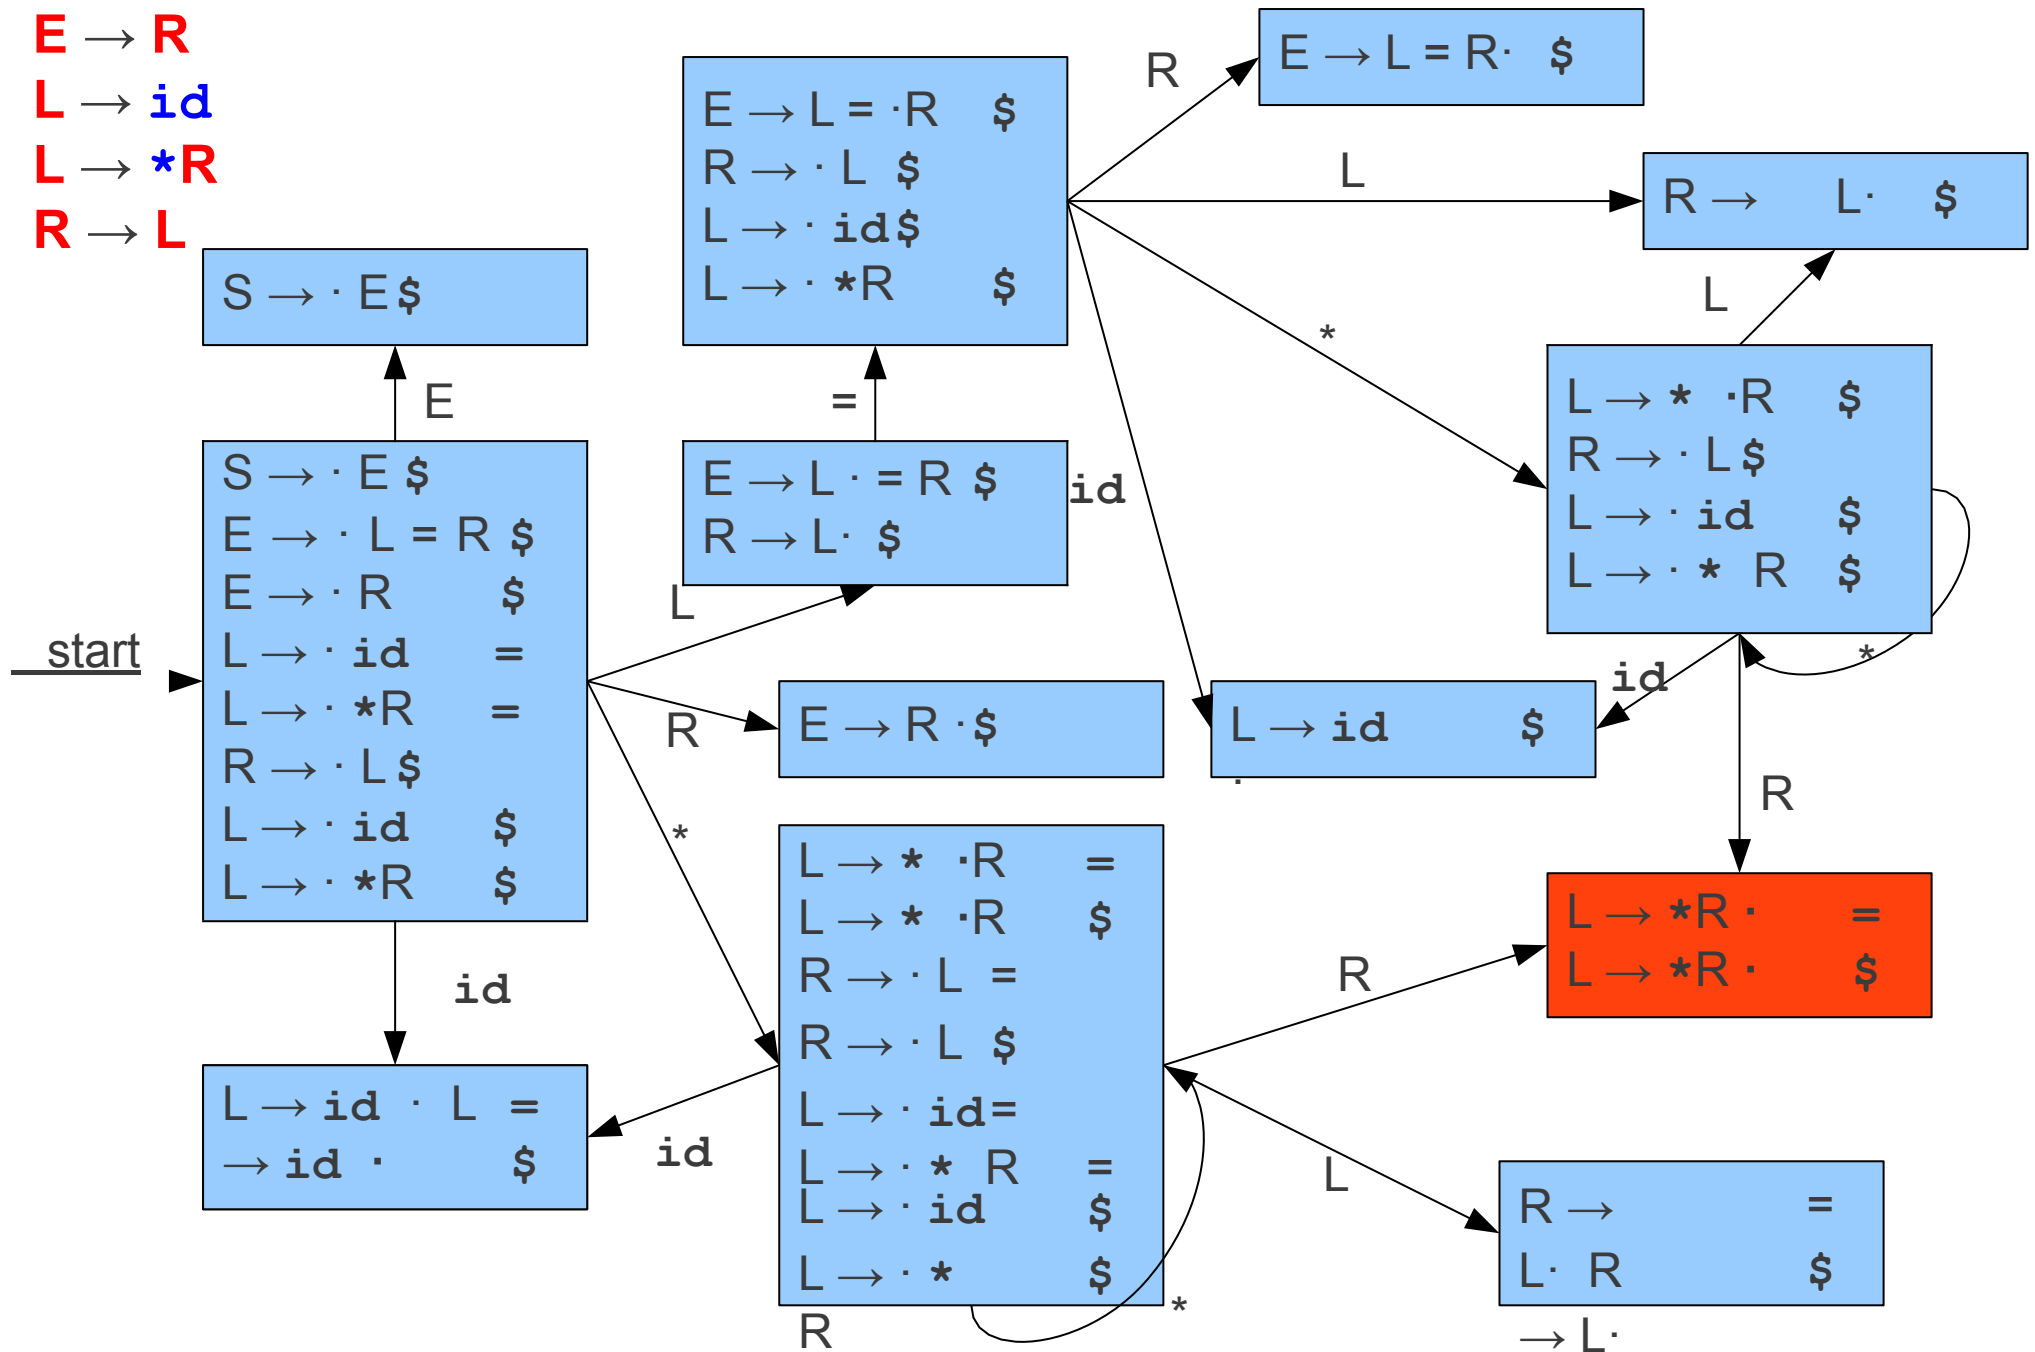 E → R
L → id
L → *R
R → L
S → · E $
E
start
S → · E $
E → · L = R $
E → · R $
L → · id =
L → · *R =
R → · L $
L → · id $
L → · *R $
id
L → id · L =
→ id · $
E → L = · R $
R → · L $
L → · id $
L → · *R $
=
E → L · = R $
R → L · $
L
R
E → R · $
*
id
L → * · R =
L → * · R $
R → · L =
R → · L $
L → · id =
L → · * R =
L → · id $
L → · * $
R
*
R
E → L = R · $
L
R → L · $
*
id
L
L → * · R $
R → · L $
L → · id $
L → · * R $
*
id
L → id $
·
R
L → *R · =
L → *R · $
R
L
R → =
L · R $
→ L ·